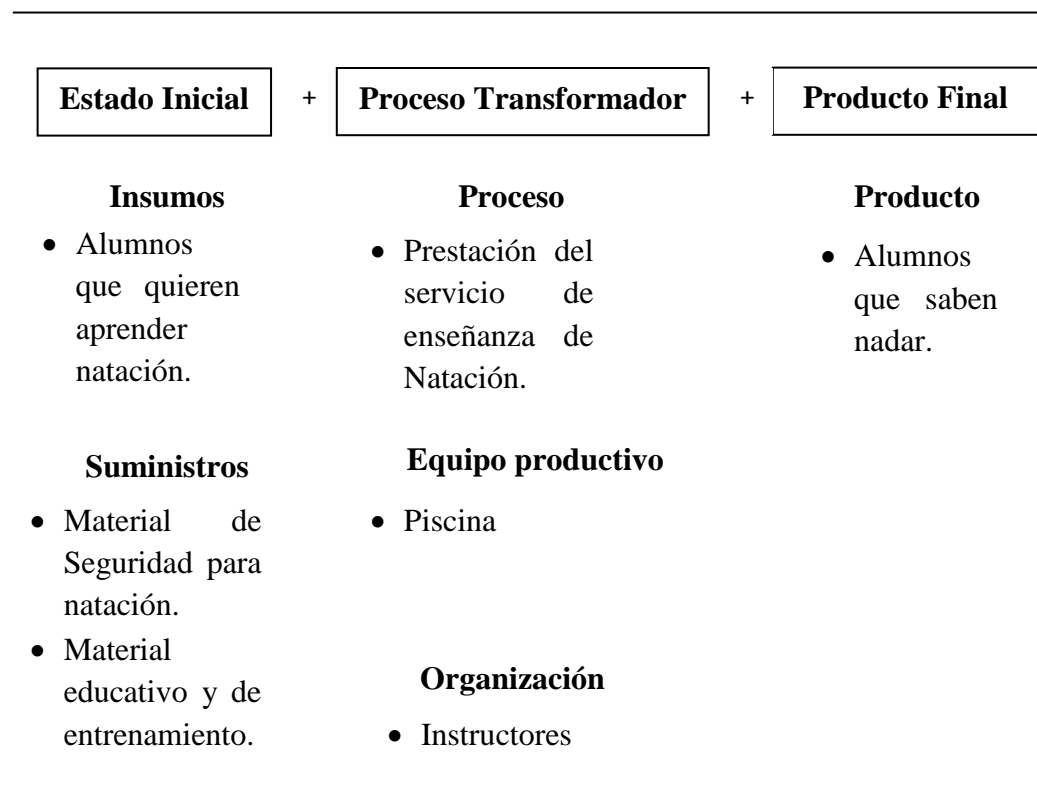 Estado Inicial + Proceso Transformador + Producto Final
Insumos
• Alumnos
que quieren
aprender
natación.
Suministros
• Material de
Seguridad para
natación.
• Material
educativo y de
entrenamiento.
Proceso
• Prestación del
servicio de
enseñanza de
Natación.
Equipo productivo
• Piscina
Organización
• Instructores
Producto
• Alumnos
que saben
nadar.